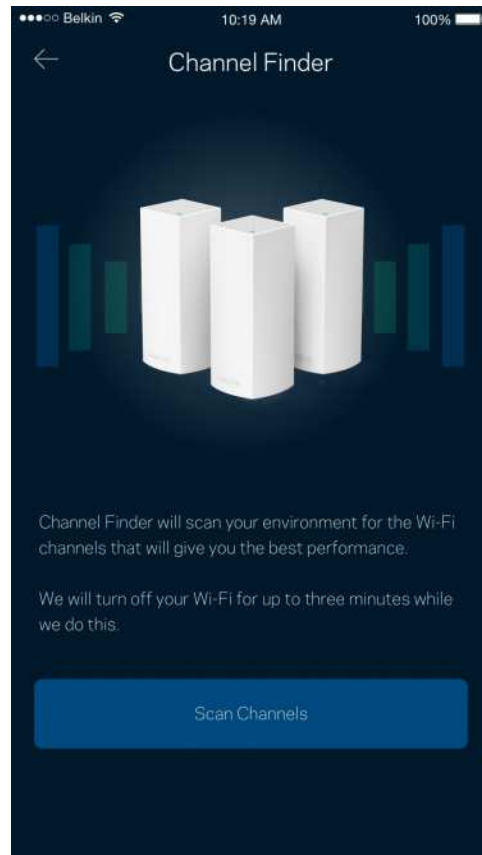 Belkin 10:19 AM 100%
Channel Finder
Channel Finder will scan your environment for the Wi-Fi
channels that will give you the best performance.
We will turn off your Wi-Fi for up to three minutes while
we do this.
Scan Channels